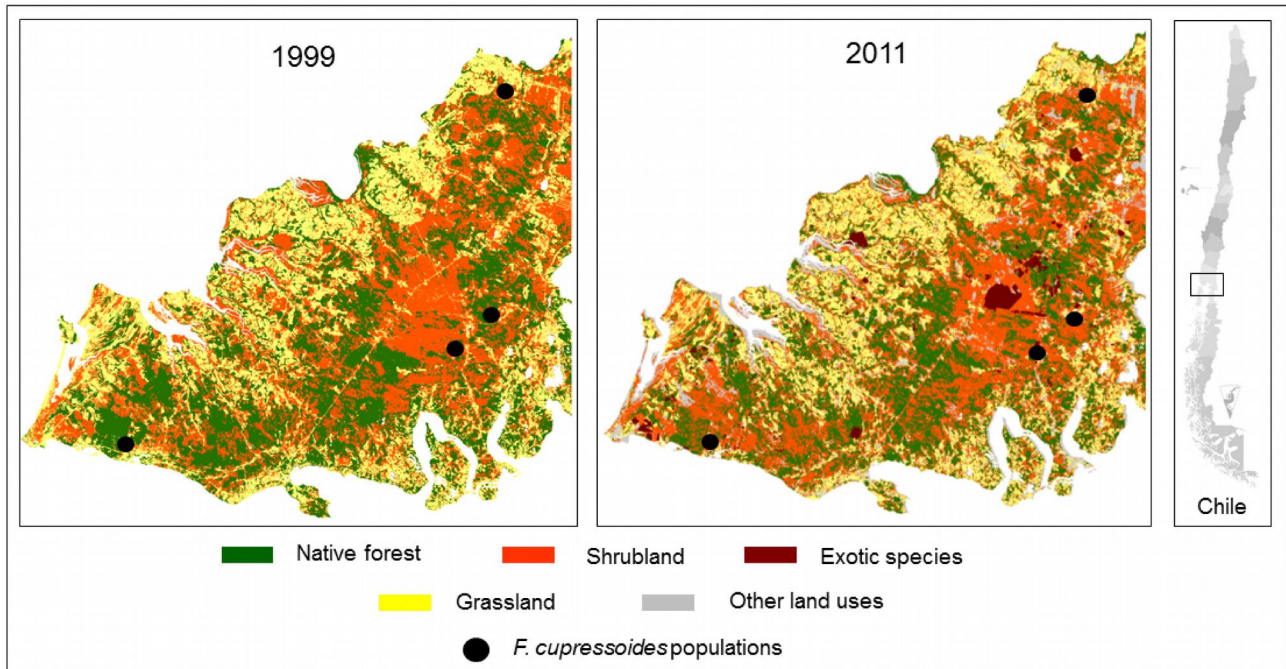 1999
2011
Chile
Native forest
Shrubland
Exotic species
Grassland
Other land uses
F. cupressoides populations